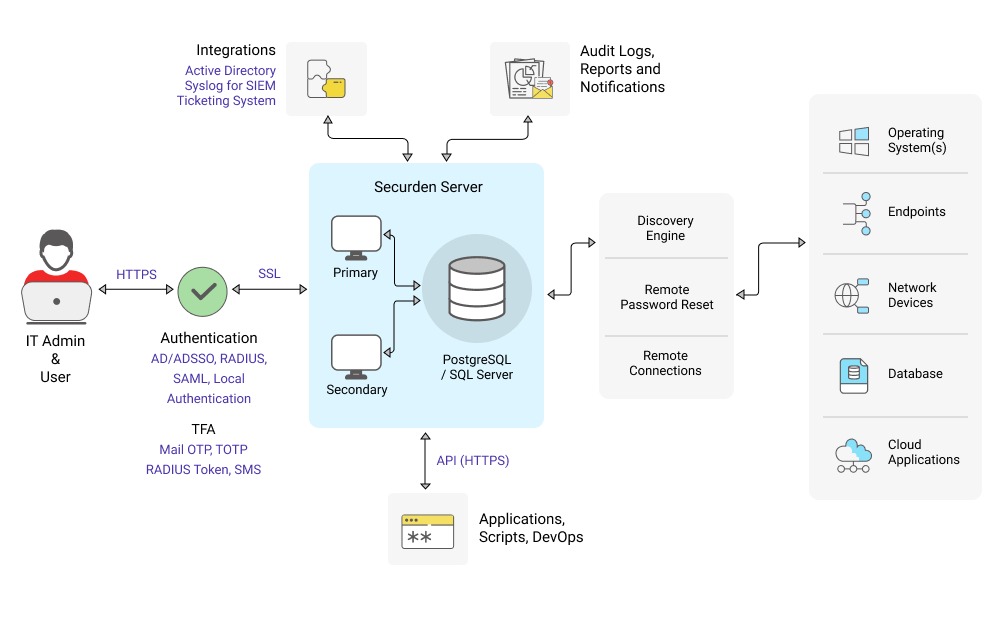 Integrations
Active Directory
Syslog for SIEM
Ticketing System
Audit Logs,
Reports and
Notifications
Securden Server
Primary
Secondary
PostgreSQL
/ SQL Server
HTTPS
SSL
IT Admin
&
User
Authentication
AD/ADSSO, RADIUS,
SAML, Local
Authentication
TFA
Mail OTP, TOTP
RADIUS Token, SMS
API (HTTPS)
**
Applications,
Scripts, DevOps
Discovery
Engine
Remote
Password Reset
Remote
Connections
Operating
System(s)
Endpoints
Network
Devices
Database
Cloud
Applications